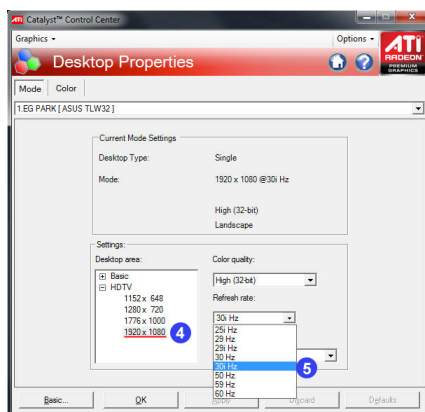 ATI Catalyst™ Control Center
Graphics Options
ATI
RADEON
PREMIUM
GRAPHICS
Desktop Properties
Mode Color
1.EG PARK [ ASUS TLW32 ]
Current Mode Settings
Desktop Type: Single
Mode: 1920 x 1080 @30i Hz
High (32-bit)
Landscape
Settings:
Desktop area: Color quality:
Basic
HDTV
High (32-bit)
1152 x 648
Refresh rate:
1280 x 720
1776 x 1000
30i Hz
1920 x 1080 4
25i Hz
29 Hz
29i Hz
30 Hz
30i Hz 5
50 Hz
59 Hz
60 Hz
Basic... OK Apply Discard Defaults